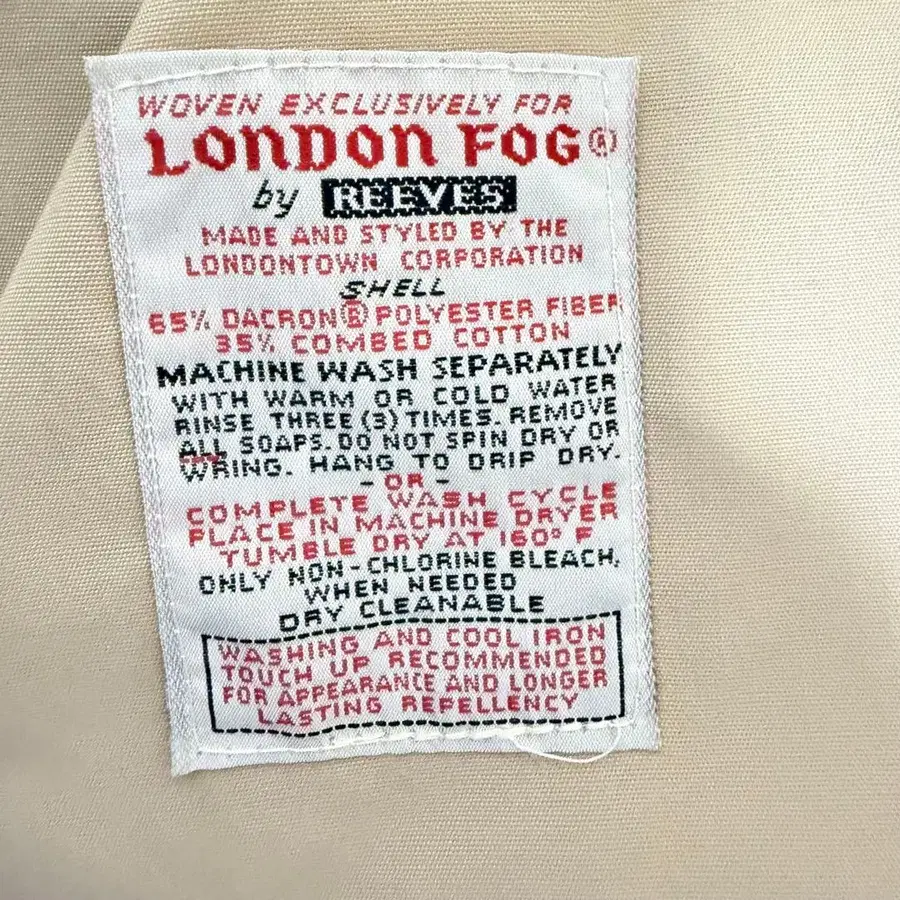 WOVEN EXCLUSIVELY FOR
LONDON FOG®
by REEVES
MADE AND STYLED BY THE
LONDONTOWN CORPORATION
SHELL
65% DACRON® POLYESTER FIBER
35% COMBED COTTON
MACHINE WASH SEPARATELY
WITH WARM OR COLD WATER
RINSE THREE (3) TIMES. REMOVE
ALL SOAPS. DO NOT SPIN DRY OR
WRING. HANG TO DRIP DRY.
- OR -
COMPLETE WASH CYCLE
PLACE IN MACHINE DRYER
TUMBLE DRY AT 160° F
ONLY NON-CHLORINE BLEACH,
WHEN NEEDED
DRY CLEANABLE
WASHING AND COOL IRON
TOUCH UP RECOMMENDED
FOR APPEARANCE AND LONGER
LASTING REPELLENCY